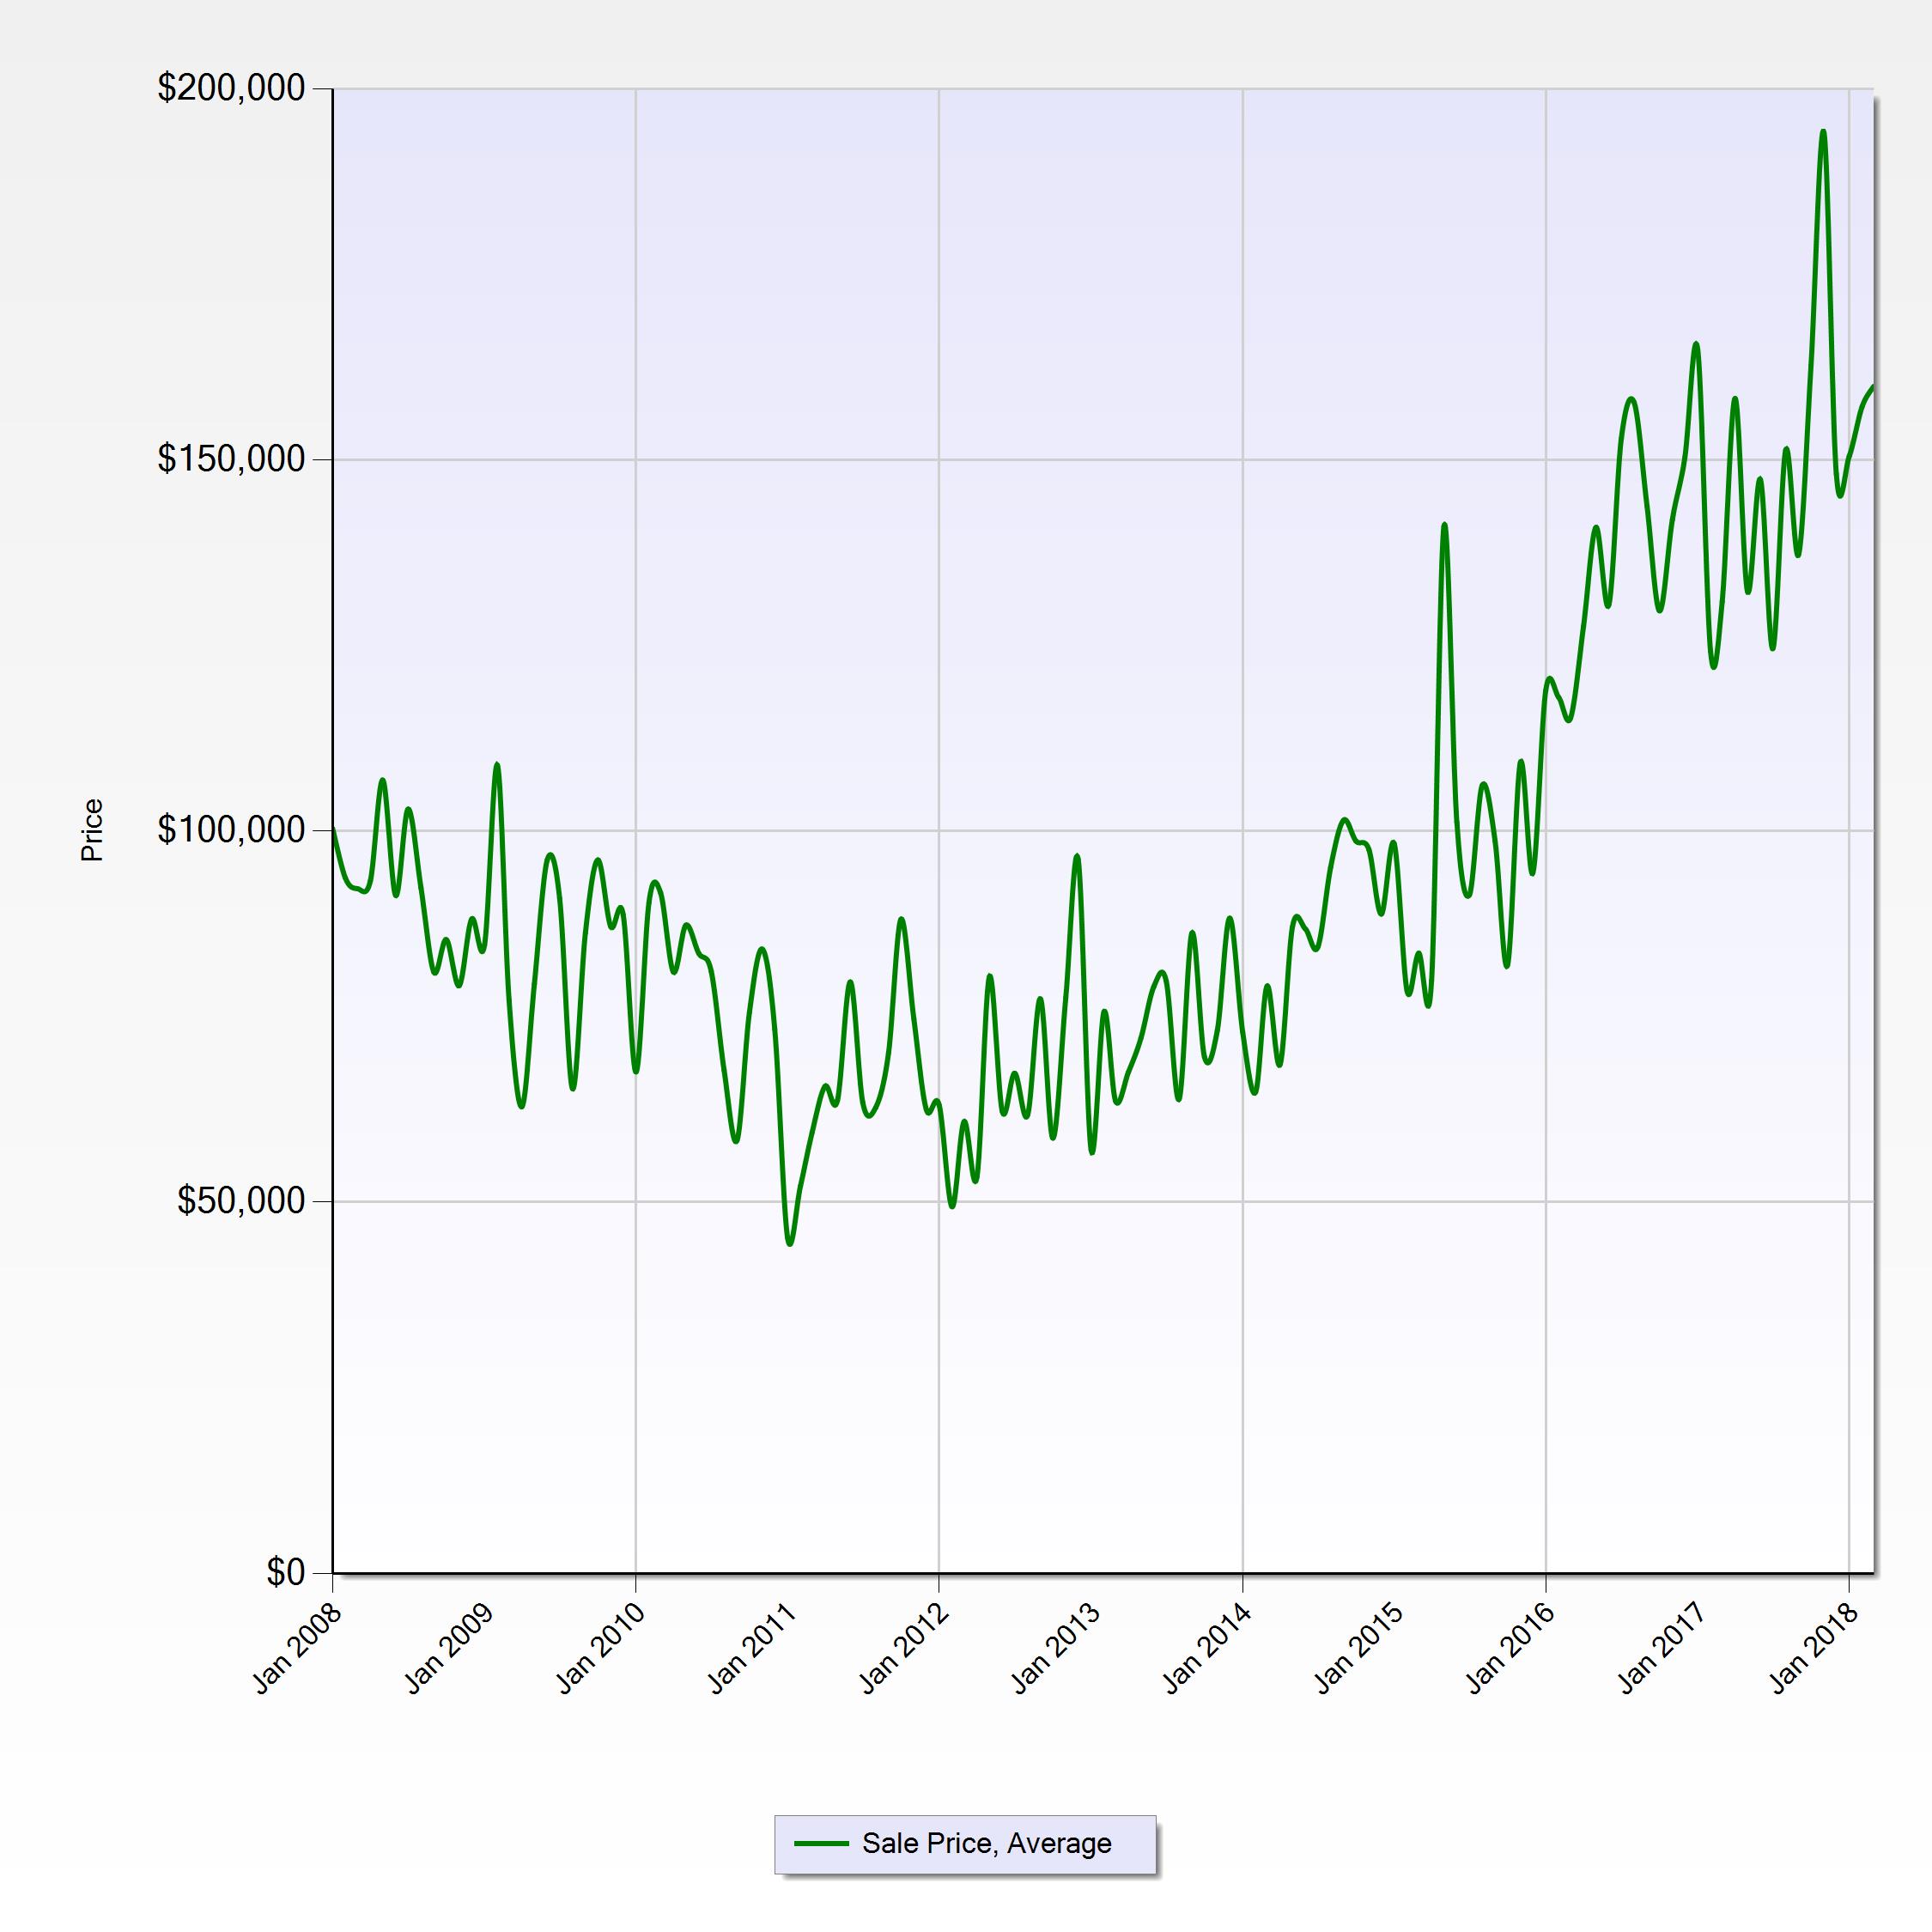 $200,000
$150,000
Price
$100,000
$50,000
$0
Jan 2008
Jan 2009
Jan 2010
Jan 2011
Jan 2012
Jan 2013
Jan 2014
Jan 2015
Jan 2016
Jan 2017
Jan 2018
Sale Price, Average